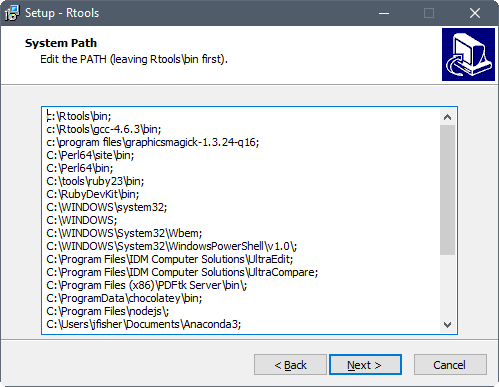 Setup - Rtools
System Path
Edit the PATH (leaving Rtools\bin first).
c:\Rtools\bin;
c:\Rtools\gcc-4.6.3\bin;
c:\program files\graphicsmagick-1.3.24-q16;
C:\Perl64\site\bin;
C:\Perl64\bin;
C:\tools\ruby23\bin;
C:\RubyDevKit\bin;
C:\WINDOWS\system32;
C:\WINDOWS;
C:\WINDOWS\System32\Wbem;
C:\WINDOWS\System32\WindowsPowerShell\v1.0\;
C:\Program Files\IDM Computer Solutions\UltraEdit;
C:\Program Files\IDM Computer Solutions\UltraCompare;
C:\Program Files (x86)\PDFtk Server\bin\;
C:\ProgramData\chocolatey\bin;
C:\Program Files\nodejs\;
C:\Users\jfisher\Documents\Anaconda3;
< Back
Next >
Cancel